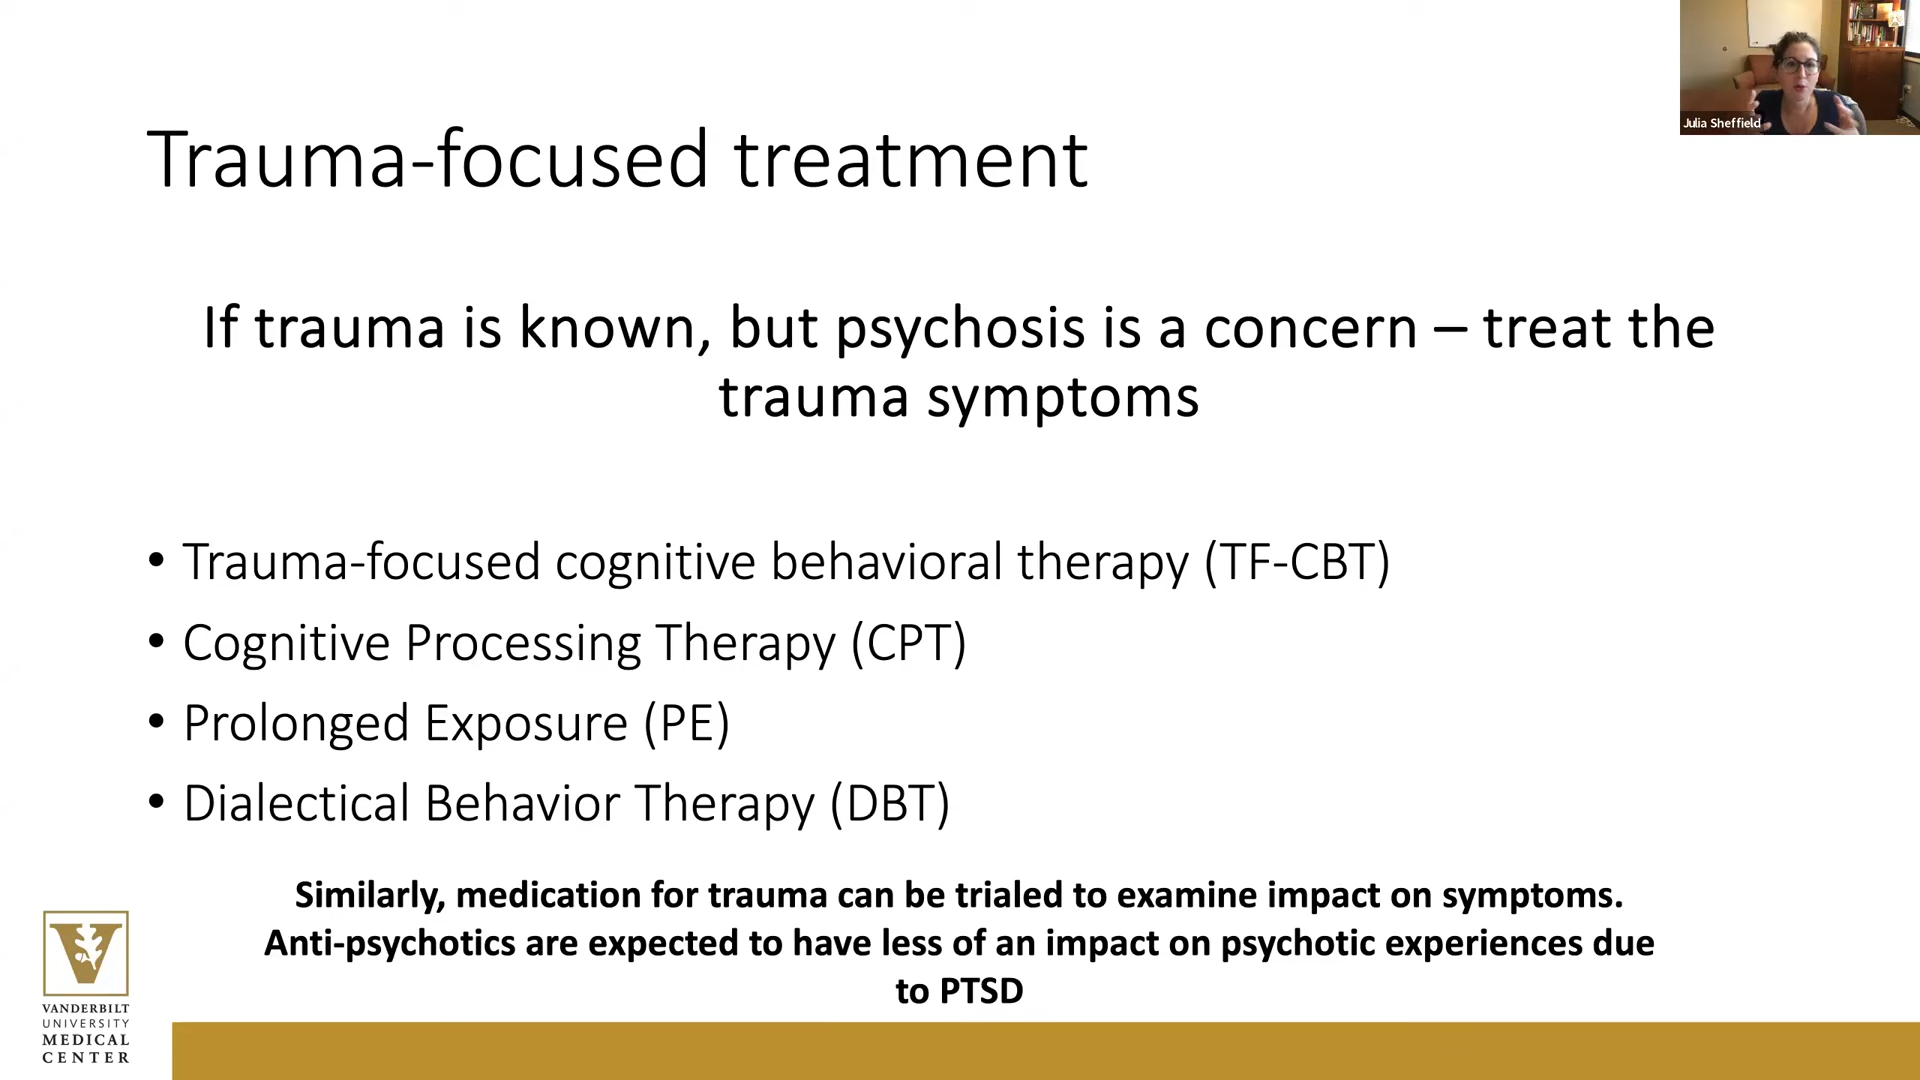 Julia Sheffield
Trauma-focused treatment
If trauma is known, but psychosis is a concern – treat the
trauma symptoms
• Trauma-focused cognitive behavioral therapy (TF-CBT)
• Cognitive Processing Therapy (CPT)
• Prolonged Exposure (PE)
• Dialectical Behavior Therapy (DBT)
Similarly, medication for trauma can be trialed to examine impact on symptoms.
Anti-psychotics are expected to have less of an impact on psychotic experiences due
to PTSD
V
VANDERBILT
UNIVERSITY
MEDICAL
CENTER